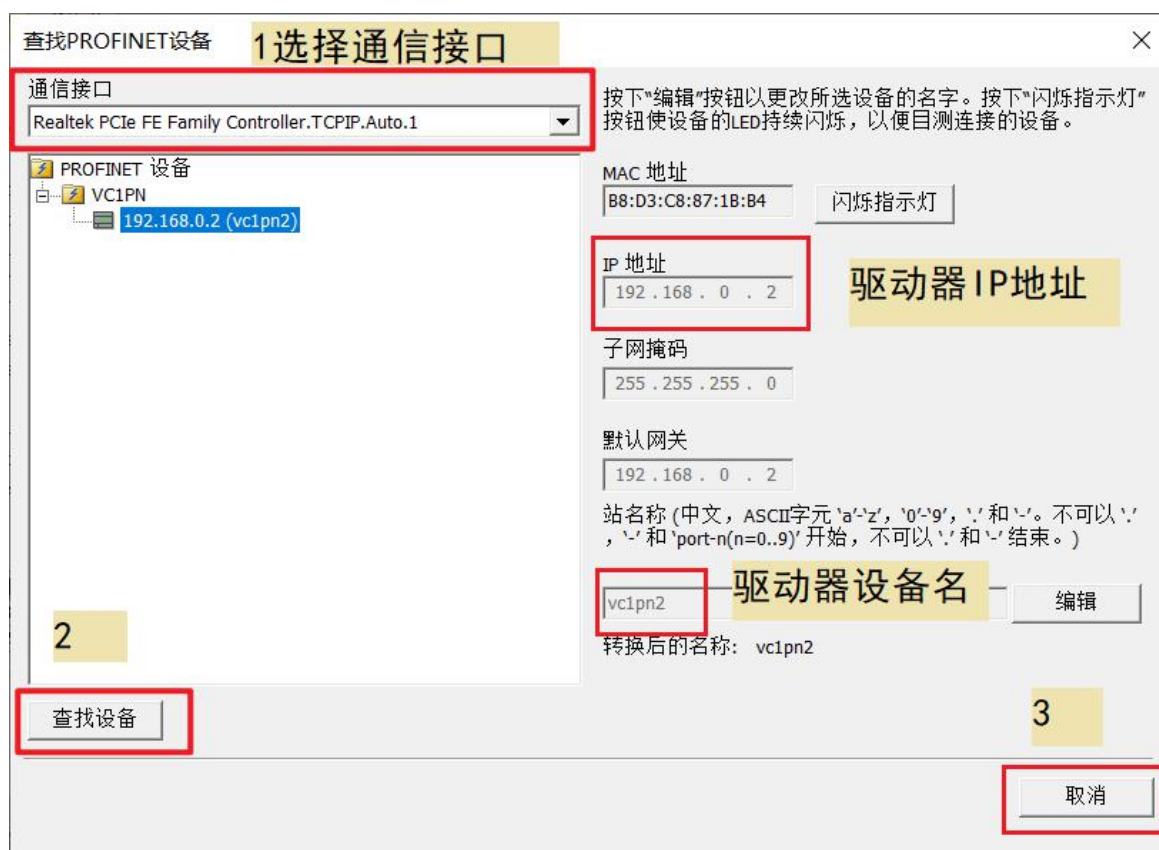 查找PROFINET设备
1选择通信接口
通信接口
Realtek PCIe FE Family Controller.TCPIP.Auto.1
PROFINET 设备
VC1PN
192.168.0.2 (vc1pn2)
2
查找设备
按下"编辑"按钮以更改所选设备的名字。按下"闪烁指示灯"
按钮使设备的LED持续闪烁，以便目测连接的设备。
MAC 地址
B8:D3:C8:87:1B:B4
闪烁指示灯
IP 地址
192 . 168 . 0 . 2
驱动器IP地址
子网掩码
255 . 255 . 255 . 0
默认网关
192 . 168 . 0 . 2
站名称 (中文，ASCII字元 'a'-'z'，'0'-'9'，'.' 和 '-'。不可以 '.'
，'-' 和 'port-n(n=0..9)' 开始，不可以 '.' 和 '-' 结束。)
vc1pn2
驱动器设备名
编辑
转换后的名称: vc1pn2
3
取消